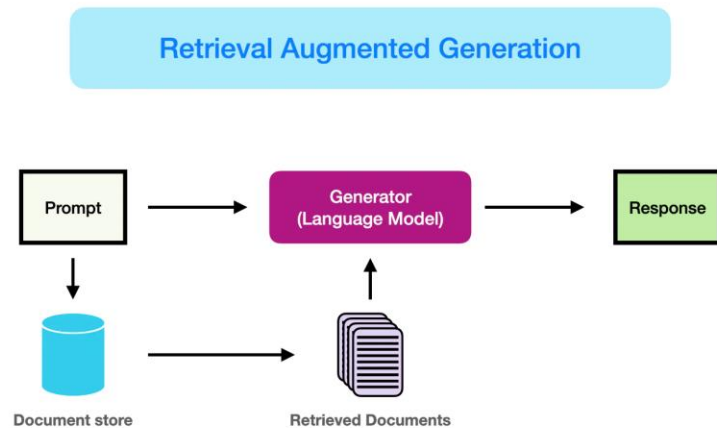 Retrieval Augmented Generation
Prompt
Generator
(Language Model)
Response
Document store
Retrieved Documents